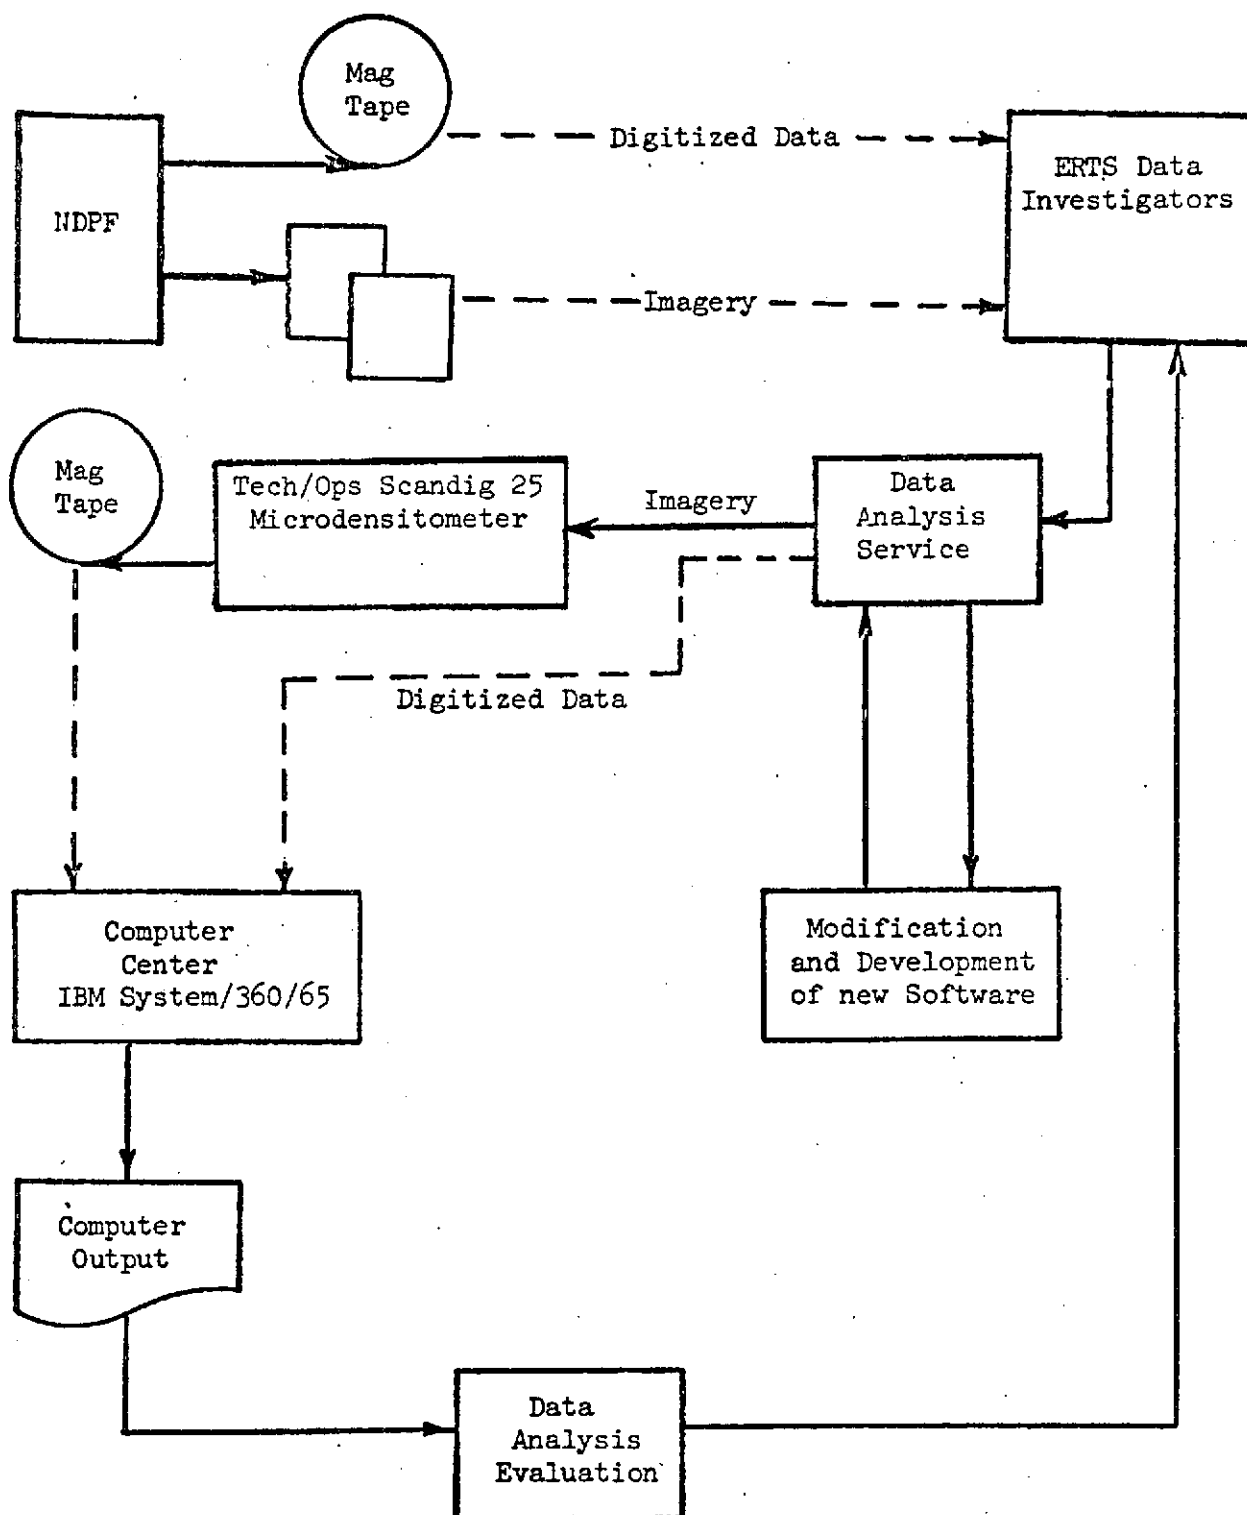 Mag
Tape
Digitized Data
NDPF
ERTS Data
Investigators
Imagery
Mag
Tape
Tech/Ops Scandig 25
Microdensitometer
Imagery
Data
Analysis
Service
Digitized Data
Computer
Center
IBM System/360/65
Modification
and Development
of new Software
Computer
Output
Data
Analysis
Evaluation